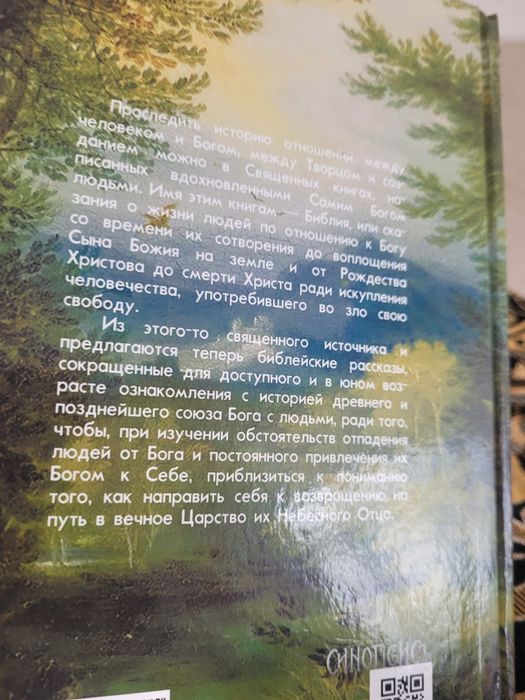 Проследить историю отношений между
человеком и Богом, между Творцом и соз-
данием можно в Священных книгах, на-
писанных вдохновленными Самим Богом
людьми. Имя этим книгам — Библия, или ска-
зания о жизни людей по отношению к Богу
со времени их сотворения до воплощения
Сына Божия на земле и от Рождества
Христова до смерти Христа ради искупления
человечества, употребившего во зло свою
свободу.
Из этого-то священного источника и
предлагаются теперь библейские рассказы,
сокращенные для доступного и в юном воз-
расте ознакомления с историей древнего и
позднейшего союза Бога с людьми, ради того,
чтобы, при изучении обстоятельств отпадения
людей от Бога и постоянного привлечения их
Богом к Себе, приблизиться к пониманию
того, как направить себя к возвращению на
путь в вечное Царство их Небесного Отца.
СИНОПСИСЪ